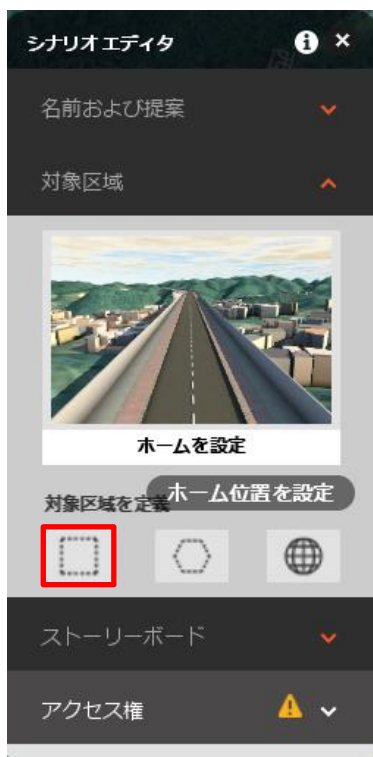 シナリオエディタ
名前および提案
対象区域
ホームを設定
ホーム位置を設定
対象区域を定義
ストーリーボード
アクセス権